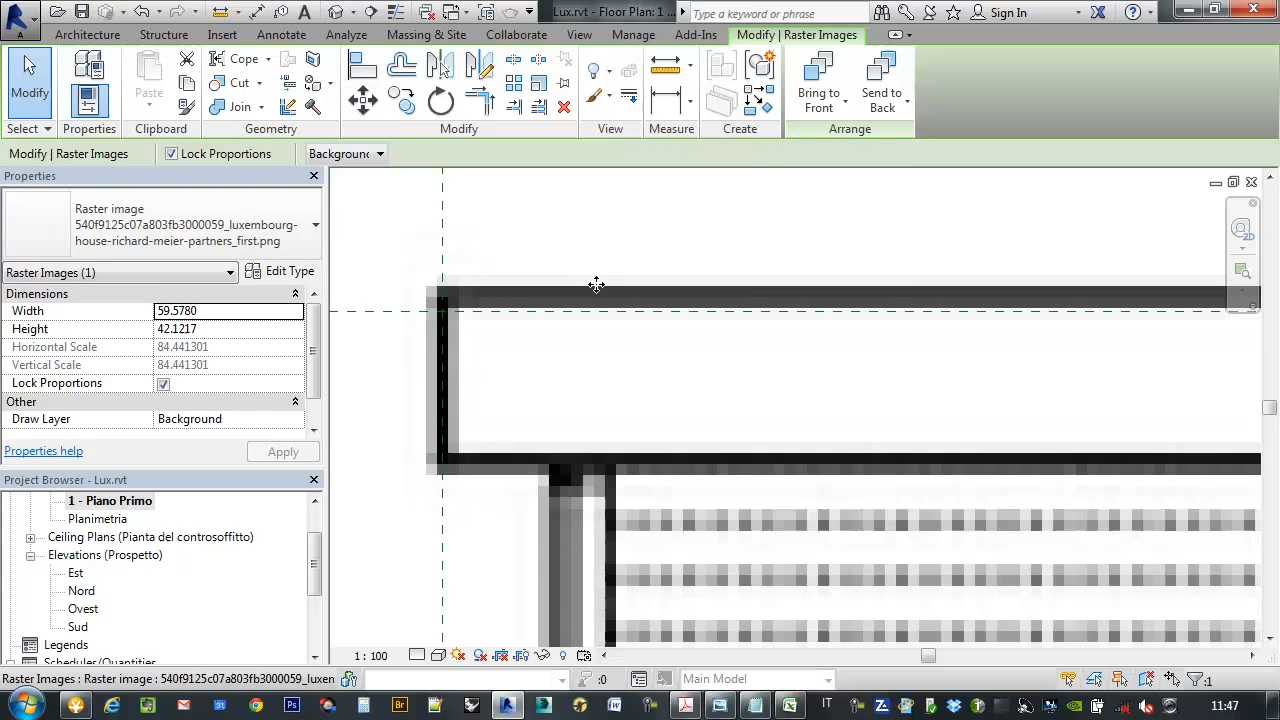 Lux.rvt - Floor Plan: 1 ...
Type a keyword or phrase
Sign In
Architecture
Structure
Insert
Annotate
Analyze
Massing & Site
Collaborate
View
Manage
Add-Ins
Modify | Raster Images
Modify
Paste
Cope
Cut
Join
Bring to
Front
Send to
Back
Select
Properties
Clipboard
Geometry
Modify
View
Measure
Create
Arrange
Modify | Raster Images
Lock Proportions
Background
Properties
Raster image
540f9125c07a803fb3000059_luxembourg-
house-richard-meier-partners_first.png
Raster Images (1)
Edit Type
Dimensions
Width 59.5780
Height 42.1217
Horizontal Scale 84.441301
Vertical Scale 84.441301
Lock Proportions
Other
Draw Layer Background
Properties help
Apply
Project Browser - Lux.rvt
1 - Piano Primo
Planimetria
Ceiling Plans (Pianta del controsoffitto)
Elevations (Prospetto)
Est
Nord
Ovest
Sud
Legends
Schedules/Quantities
2D
1 : 100
Raster Images : Raster image : 540f9125c07a803fb3000059_luxen
:0
Main Model
:1
IT
11:47